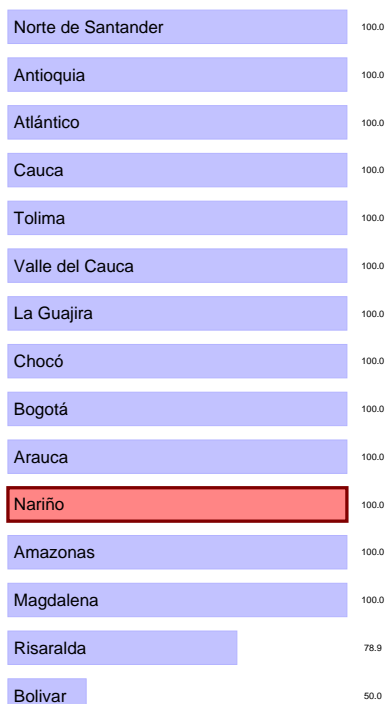 Norte de Santander 100.0
Antioquia 100.0
Atlántico 100.0
Cauca 100.0
Tolima 100.0
Valle del Cauca 100.0
La Guajira 100.0
Chocó 100.0
Bogotá 100.0
Arauca 100.0
Nariño 100.0
Amazonas 100.0
Magdalena 100.0
Risaralda 78.9
Bolivar 50.0